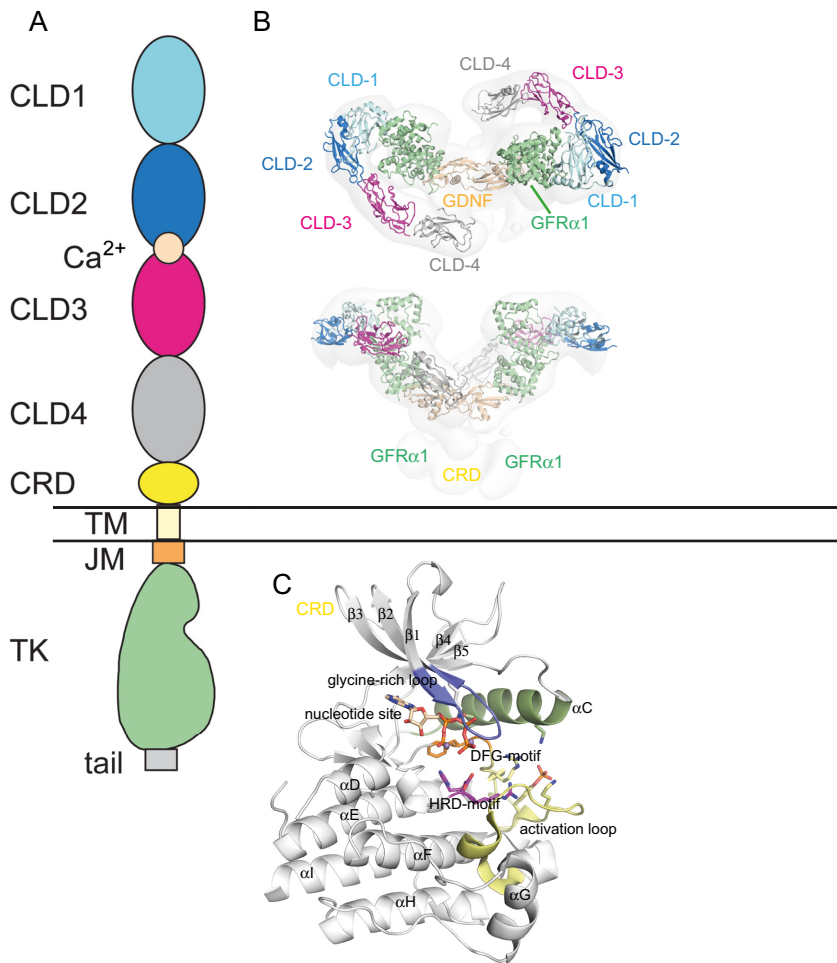 A
CLD1
CLD2
Ca2+
CLD3
CLD4
CRD
TM
JM
TK
tail
B
CLD-4
CLD-3
CLD-1
CLD-2
CLD-2
GDNF
CLD-1
CLD-3
GFRα1
CLD-4
GFRα1
CRD
GFRα1
C
CRD
β3
β2
β1
β4
β5
glycine-rich loop
αC
nucleotide site
DFG-motif
αD
HRD-motif
αE
activation loop
αF
αI
αG
αH